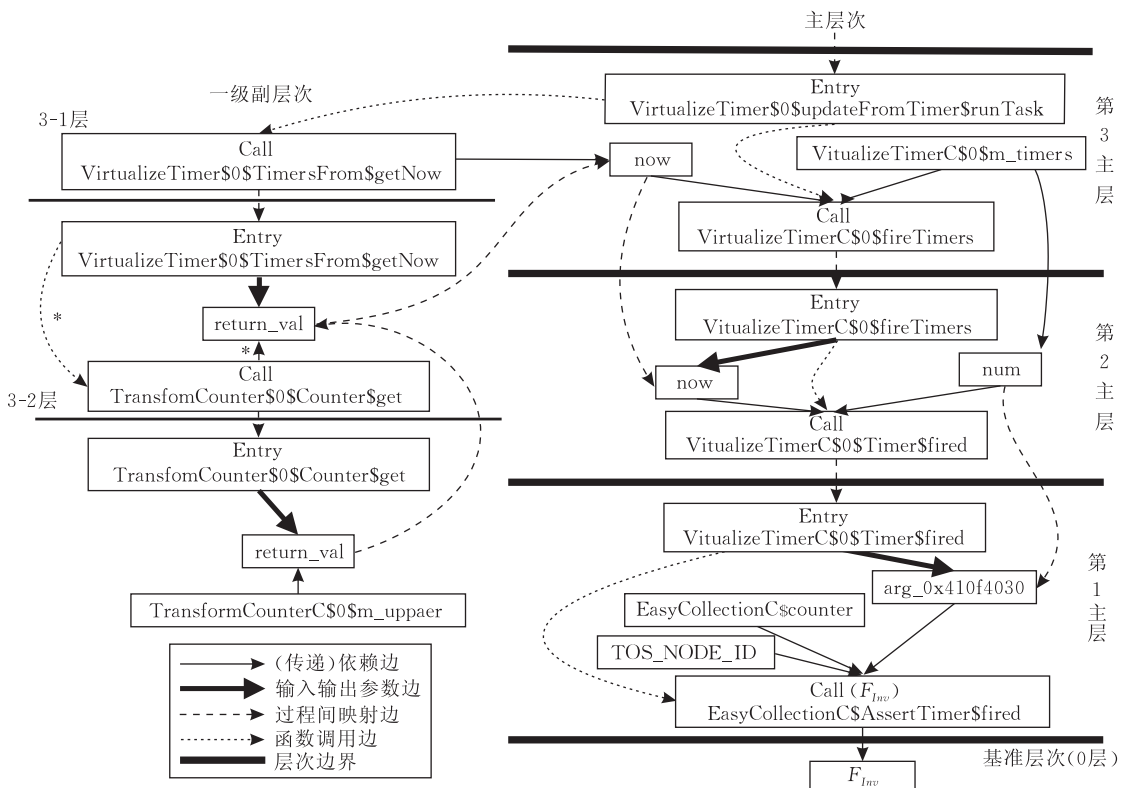 主层次
一级副层次
3-1层
Call
VirtualizeTimer$0$TimersFrom$getNow
Entry
VirtualizeTimer$0$TimersFrom$getNow
*
return_val
*
Call
TransfomCounter$0$Counter$get
3-2层
Entry
TransfomCounter$0$Counter$get
return_val
TransformCounterC$0$m_uppaer
(传递)依赖边
输入输出参数边
过程间映射边
函数调用边
层次边界
Entry
VirtualizeTimer$0$updateFromTimer$runTask
now
VitualizeTimerC$0$m_timers
Call
VirtualizeTimerC$0$fireTimers
第
3
主
层
Entry
VitualizeTimerC$0$fireTimers
now
num
Call
VitualizeTimerC$0$Timer$fired
第
2
主
层
Entry
VitualizeTimerC$0$Timer$fired
arg_0x410f4030
EasyCollectionC$counter
TOS_NODE_ID
Call (F_Inv)
EasyCollectionC$AssertTimer$fired
第
1
主
层
基准层次(0层)
F_Inv